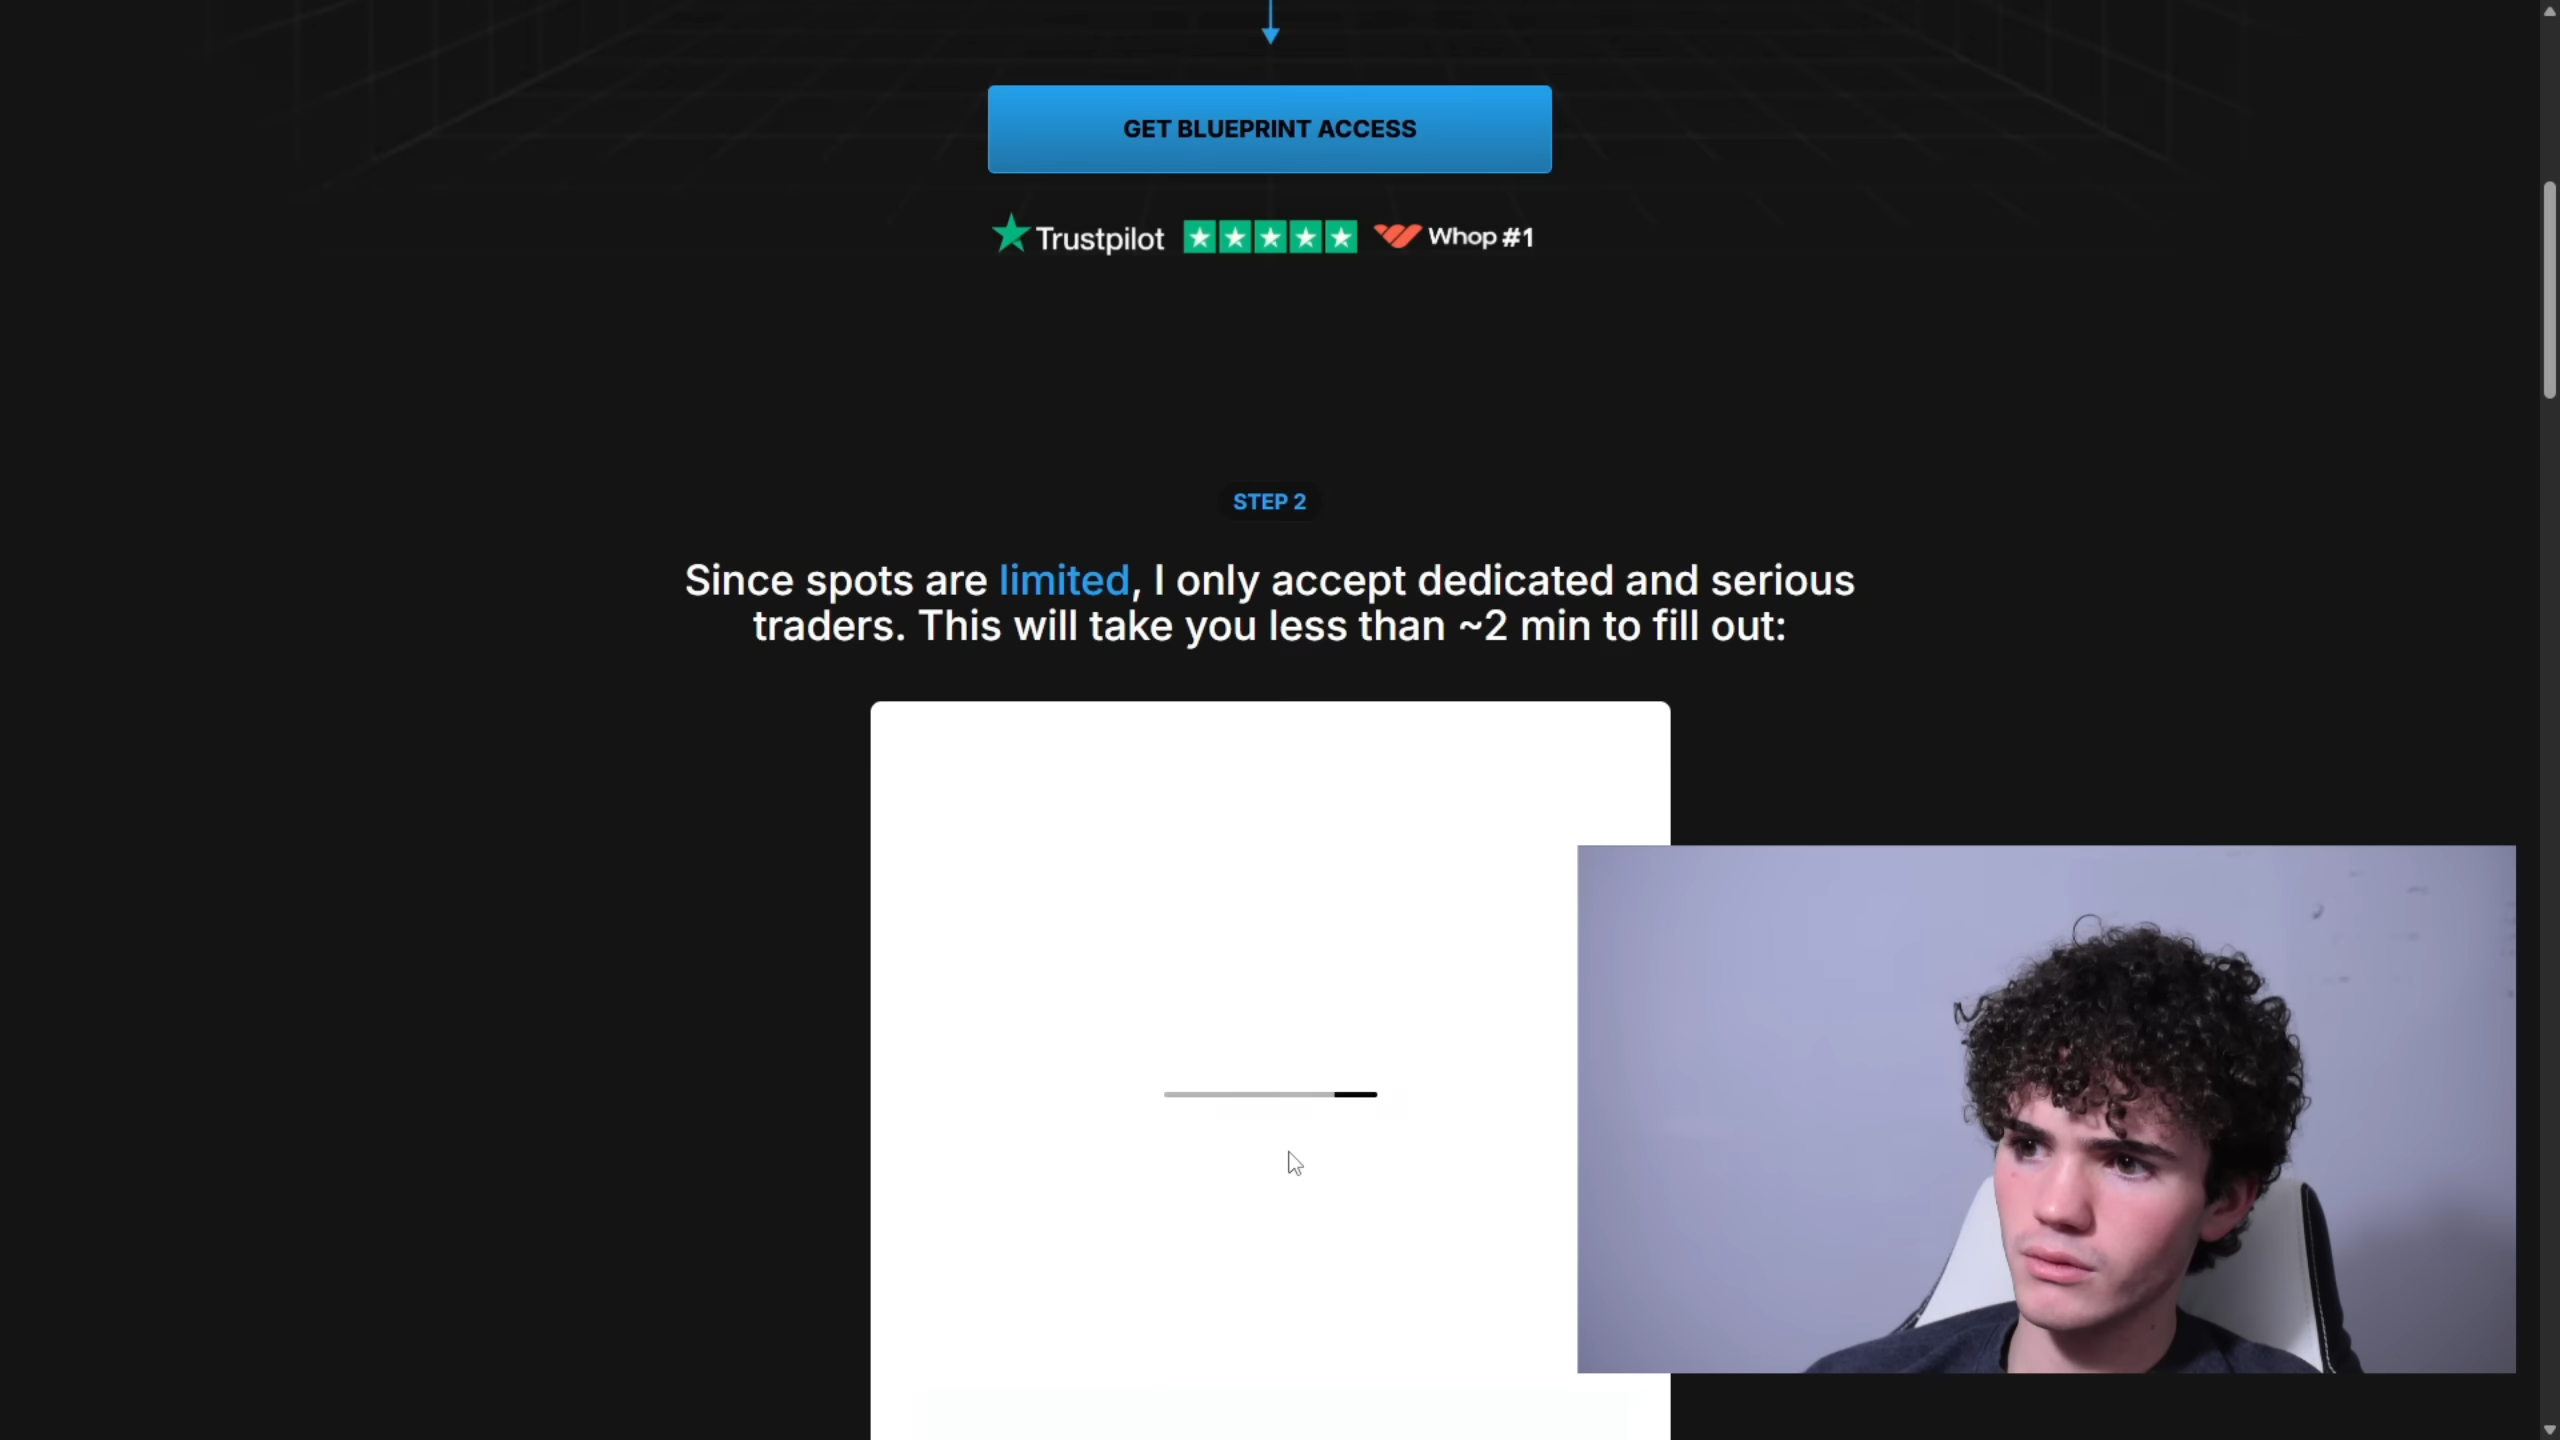 GET BLUEPRINT ACCESS
Trustpilot Whop #1
STEP 2
Since spots are limited, I only accept dedicated and serious
traders. This will take you less than ~2 min to fill out: